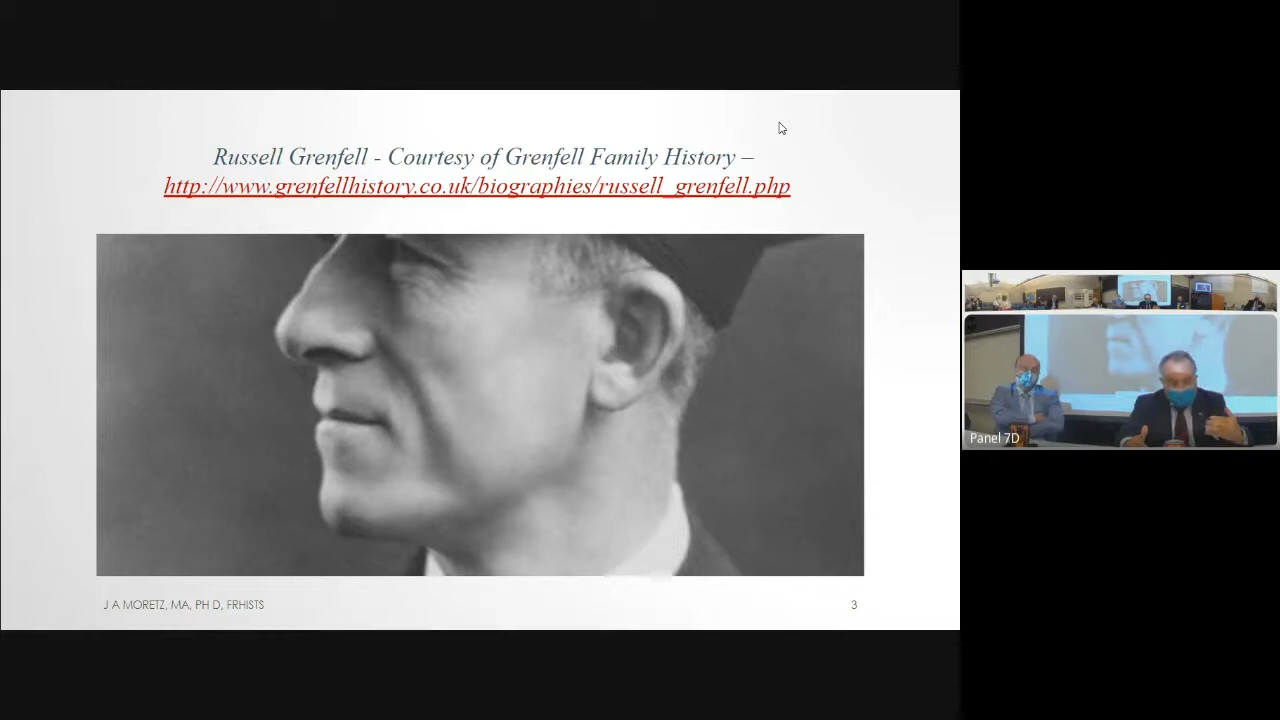 Russell Grenfell - Courtesy of Grenfell Family History –
http://www.grenfellhistory.co.uk/biographies/russell_grenfell.php
J A MORETZ, MA, PH D, FRHISTS
3
Panel 7D